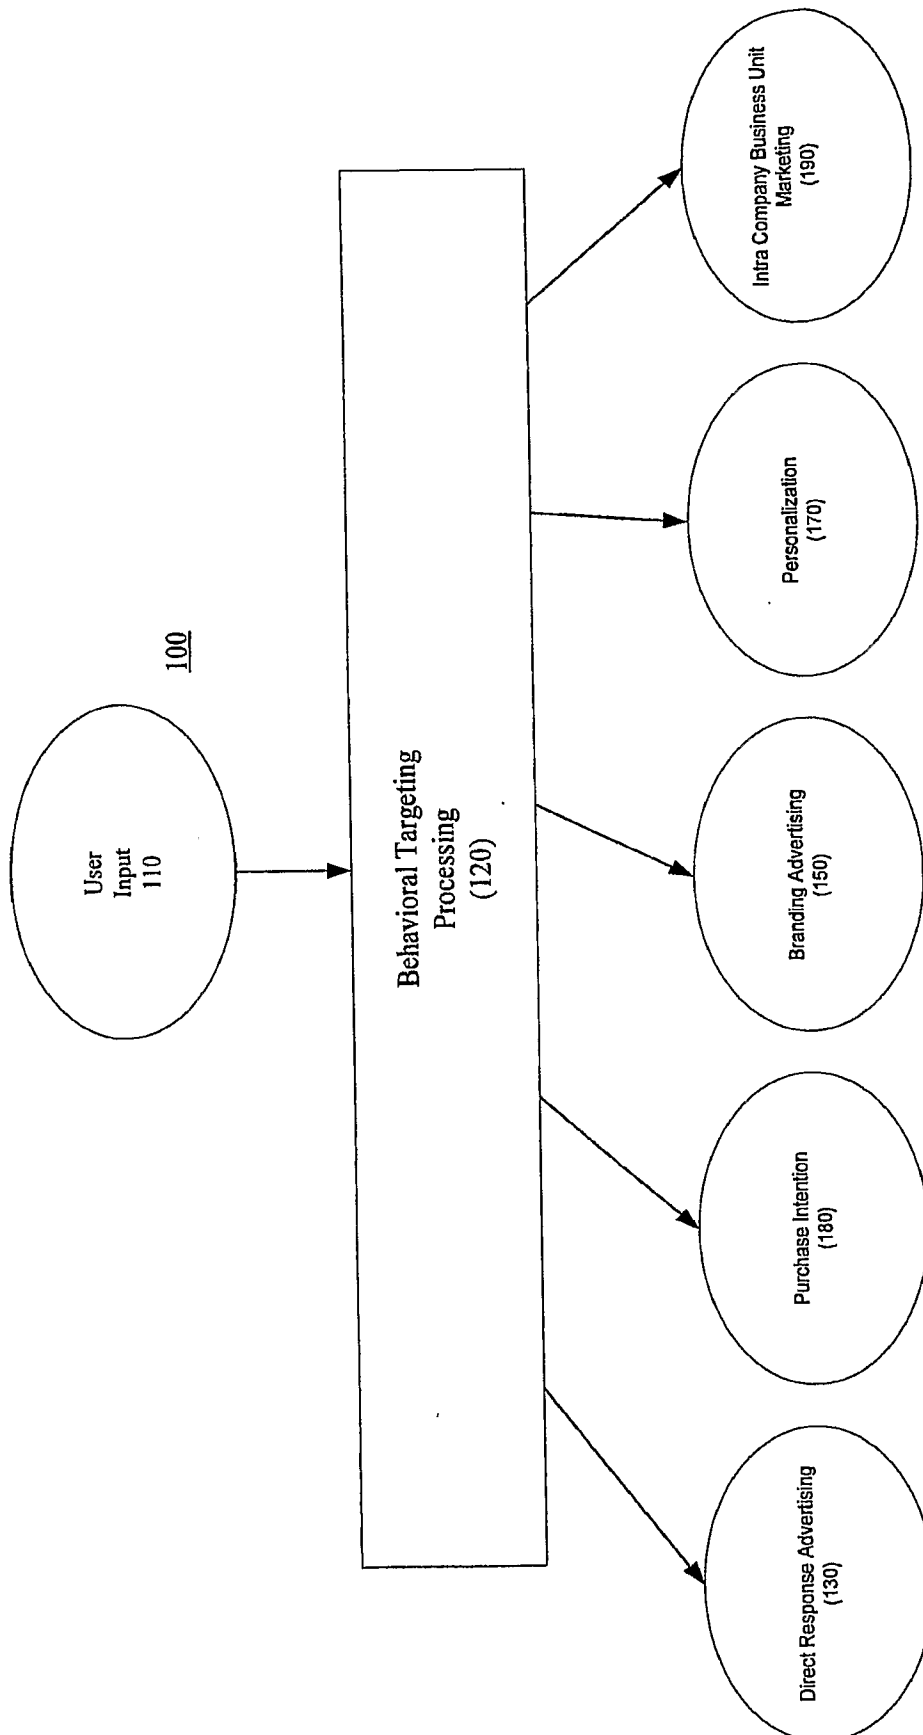 User
Input
110
100
Behavioral Targeting
Processing
(120)
Direct Response Advertising
(130)
Purchase Intention
(180)
Branding Advertising
(150)
Personalization
(170)
Intra Company Business Unit
Marketing
(190)